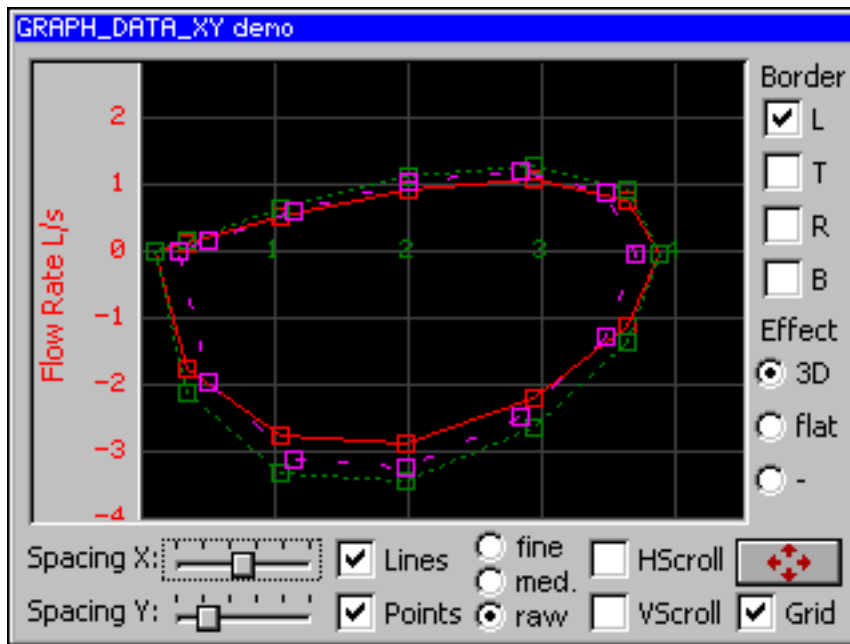 GRAPH_DATA_XY demo
Border
L
T
R
B
Effect
3D
flat
-
Flow Rate L/s
2
1
0
-1
-2
-3
-4
1 2 3 4
Spacing X: Lines fine HScroll
med.
Spacing Y: Points raw VScroll Grid